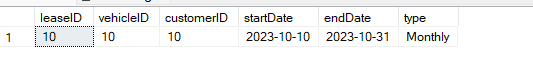 leaseID vehicleID customerID startDate endDate type
1 10 10 10 2023-10-10 2023-10-31 Monthly